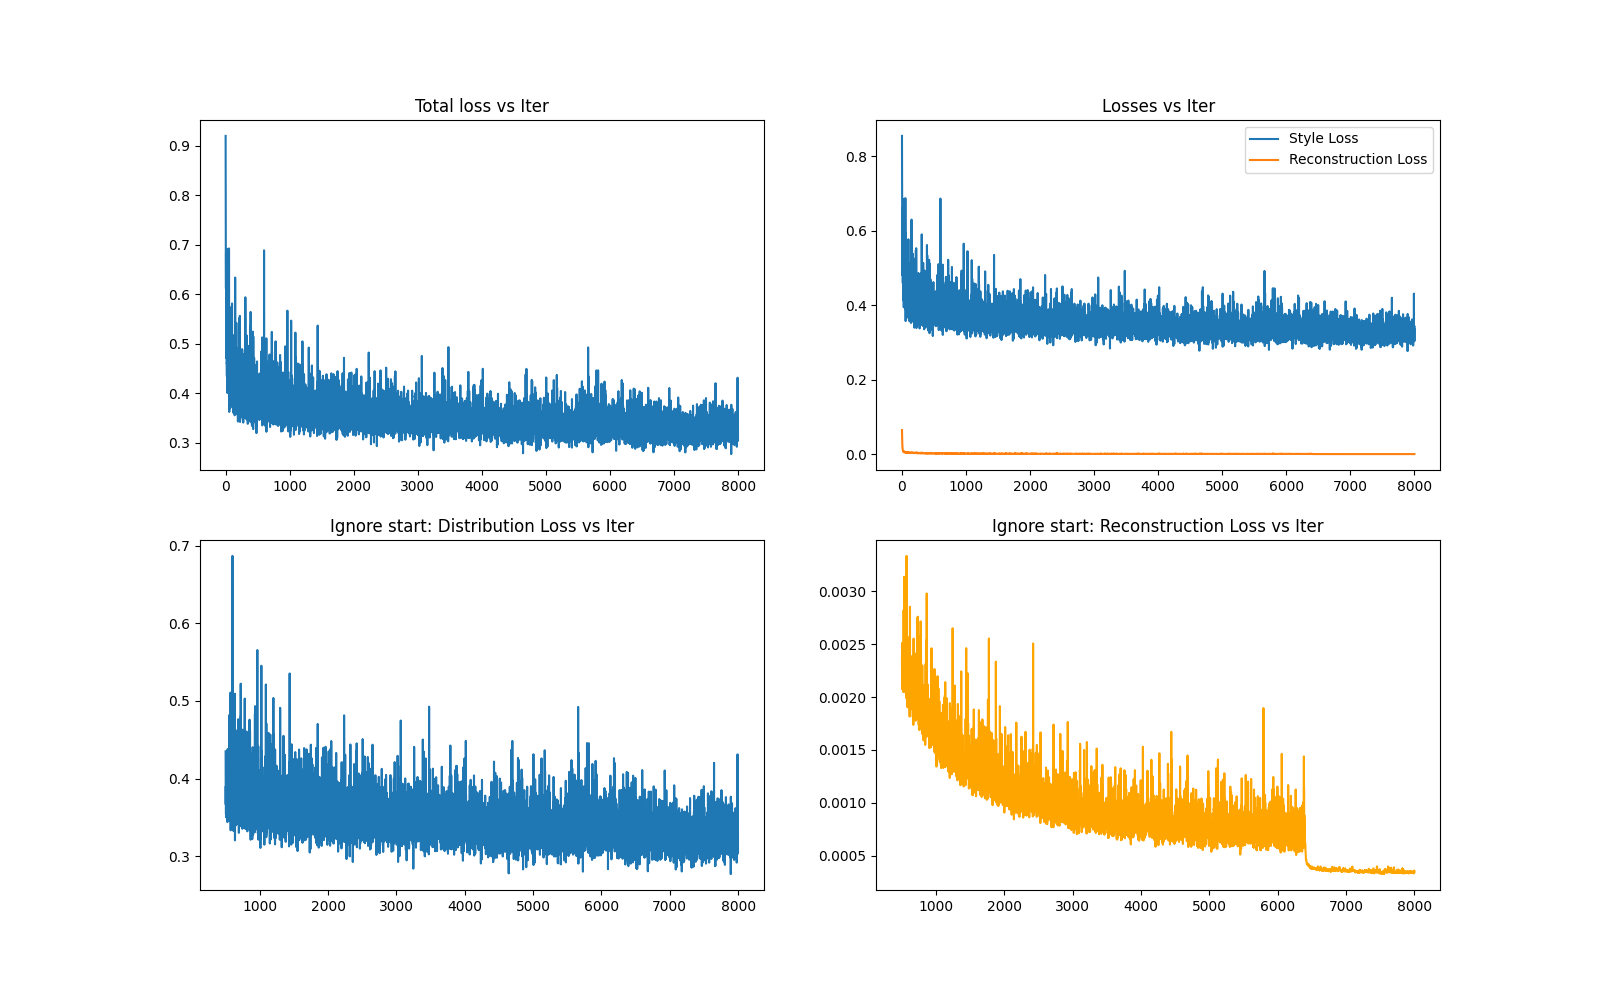 Total loss vs Iter
0.9
0.8
0.7
0.6
0.5
0.4
0.3
0 1000 2000 3000 4000 5000 6000 7000 8000
Losses vs Iter
Style Loss
Reconstruction Loss
0.8
0.6
0.4
0.2
0.0
0 1000 2000 3000 4000 5000 6000 7000 8000
Ignore start: Distribution Loss vs Iter
0.7
0.6
0.5
0.4
0.3
1000 2000 3000 4000 5000 6000 7000 8000
Ignore start: Reconstruction Loss vs Iter
0.0030
0.0025
0.0020
0.0015
0.0010
0.0005
1000 2000 3000 4000 5000 6000 7000 8000